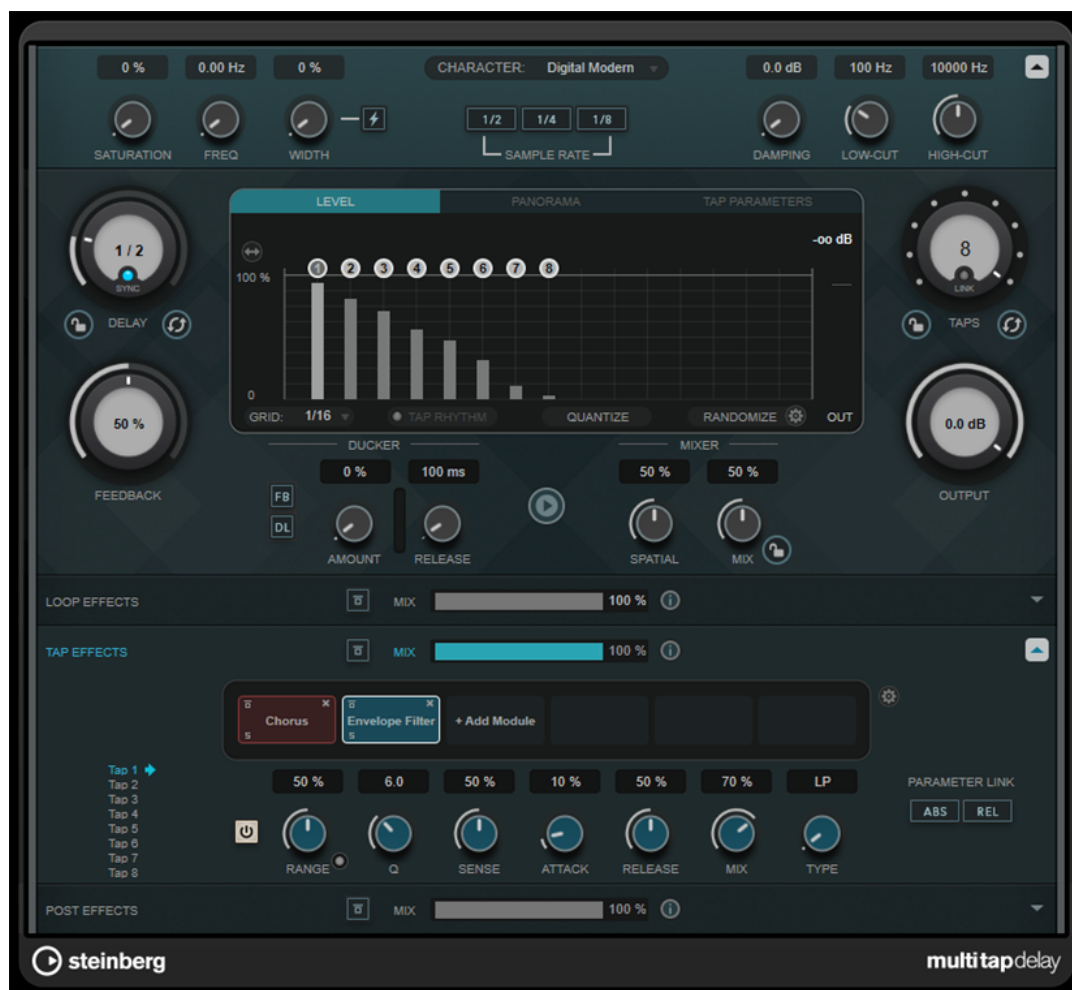 0 % 0.00 Hz 0 % CHARACTER: Digital Modern 0.0 dB 100 Hz 10000 Hz
1/2 1/4 1/8
SATURATION FREQ WIDTH SAMPLE RATE DAMPING LOW-CUT HIGH-CUT
LEVEL PANORAMA TAP PARAMETERS
1 / 2 -oo dB 8
SYNC 100 % 1 2 3 4 5 6 7 8 LINK
DELAY TAPS
0
GRID: 1/16 TAP RHYTHM QUANTIZE RANDOMIZE OUT
50 % 0.0 dB
DUCKER MIXER
0 % 100 ms 50 % 50 %
FEEDBACK FB OUTPUT
DL
AMOUNT RELEASE SPATIAL MIX
LOOP EFFECTS MIX 100 %
TAP EFFECTS MIX 100 %
Chorus Envelope Filter + Add Module
S S
Tap 1
Tap 2
Tap 3
Tap 4
Tap 5
Tap 6
Tap 7
Tap 8
50 % 6.0 50 % 10 % 50 % 70 % LP PARAMETER LINK
ABS REL
RANGE Q SENSE ATTACK RELEASE MIX TYPE
POST EFFECTS MIX 100 %
steinberg multitapdelay